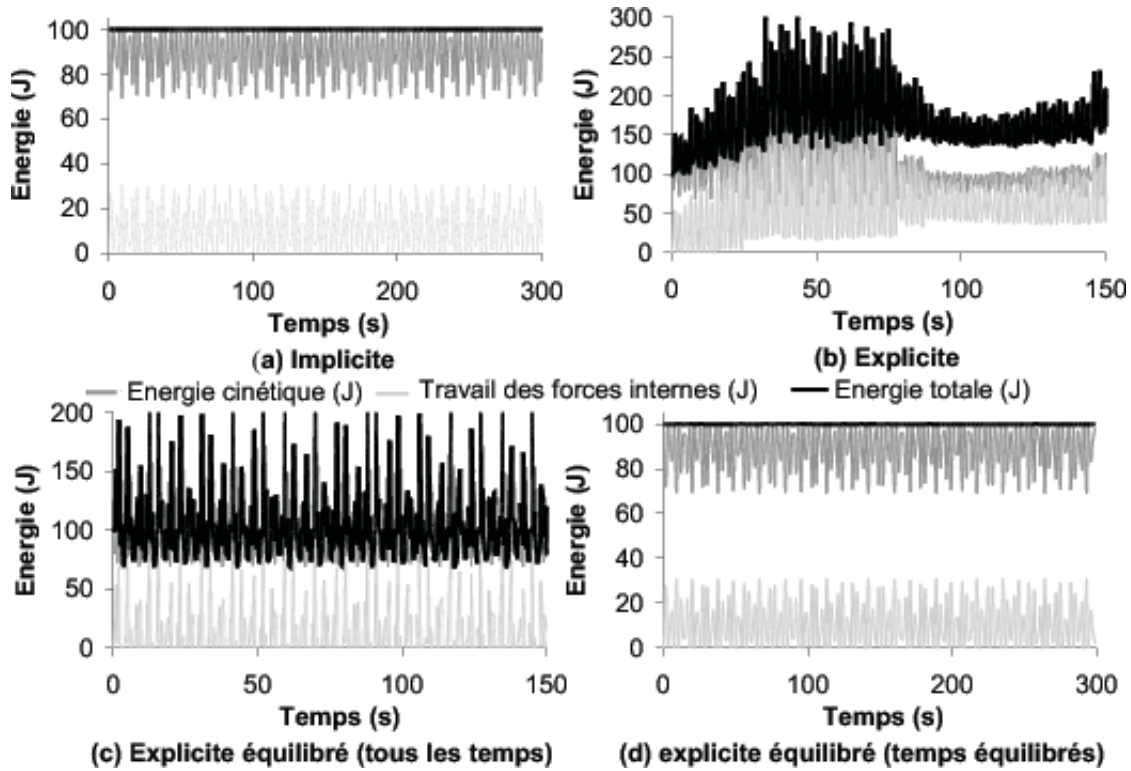 100
80
60
40
20
0
Energie (J)
0 100 200 300
Temps (s)
(a) Implicite
300
250
200
150
100
50
0
Energie (J)
0 50 100 150
Temps (s)
(b) Explicite
Energie cinétique (J) Travail des forces internes (J) Energie totale (J)
200
150
100
50
0
Energie (J)
0 50 100 150
Temps (s)
(c) Explicite équilibré (tous les temps)
100
80
60
40
20
0
Energie (J)
0 100 200 300
Temps (s)
(d) explicite équilibré (temps équilibrés)